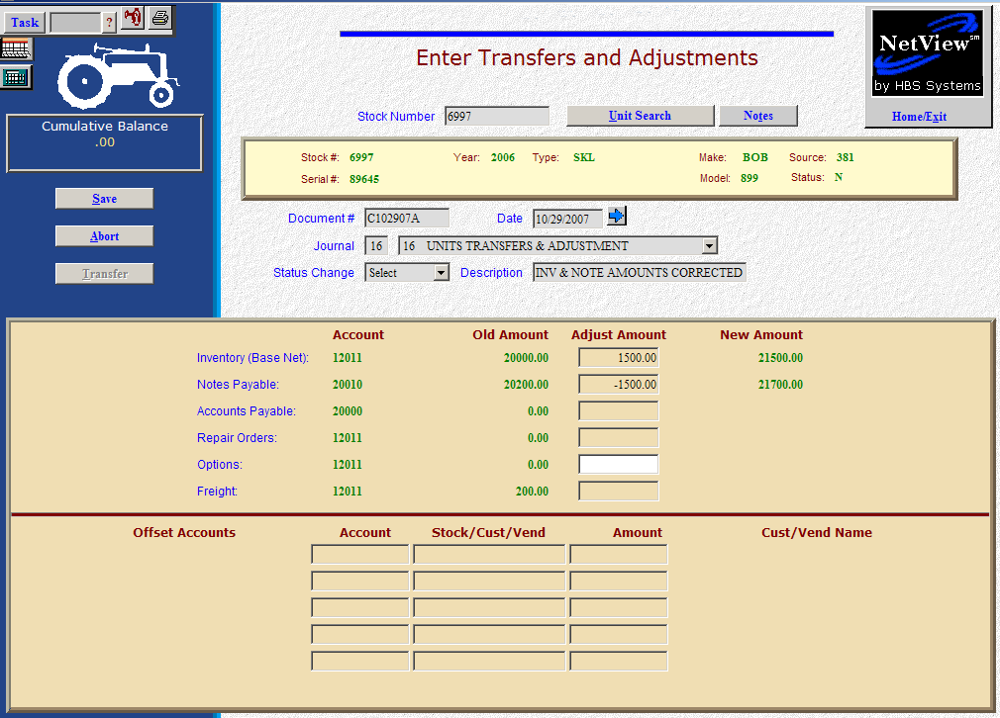 Task ?
NetView℠
by HBS Systems
Home/Exit
Enter Transfers and Adjustments
Cumulative Balance
.00
Save
Abort
Transfer
Stock Number 6997 Unit Search Notes
Stock #: 6997 Year: 2006 Type: SKL Make: BOB Source: 381
Serial #: 89645 Model: 899 Status: N
Document # C102907A Date 10/29/2007
Journal 16 16 UNITS TRANSFERS & ADJUSTMENT
Status Change Select Description INV & NOTE AMOUNTS CORRECTED
Account Old Amount Adjust Amount New Amount
Inventory (Base Net): 12011 20000.00 1500.00 21500.00
Notes Payable: 20010 20200.00 -1500.00 21700.00
Accounts Payable: 20000 0.00
Repair Orders: 12011 0.00
Options: 12011 0.00
Freight: 12011 200.00
Offset Accounts Account Stock/Cust/Vend Amount Cust/Vend Name